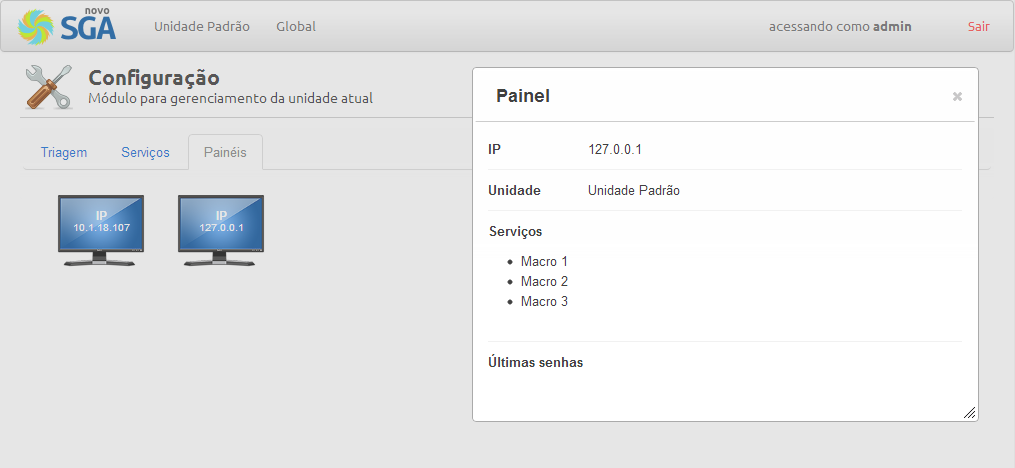 novo
SGA
Unidade Padrão
Global
acessando como admin
Sair
Configuração
Módulo para gerenciamento da unidade atual
Triagem
Serviços
Painéis
IP
10.1.18.107
IP
127.0.0.1
Painel
×
IP 127.0.0.1
Unidade Unidade Padrão
Serviços
• Macro 1
• Macro 2
• Macro 3
Últimas senhas